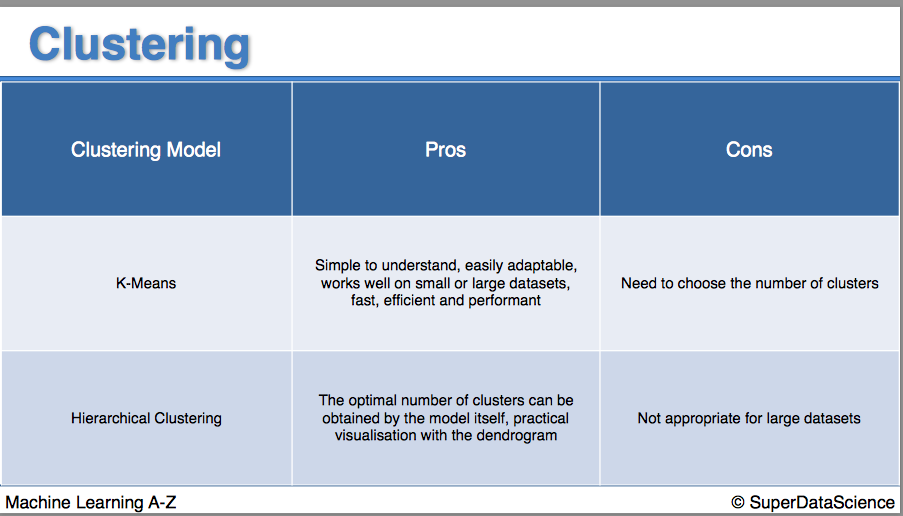 Clustering
Clustering Model
Pros
Cons
K-Means
Simple to understand, easily adaptable,
works well on small or large datasets,
fast, efficient and performant
Need to choose the number of clusters
Hierarchical Clustering
The optimal number of clusters can be
obtained by the model itself, practical
visualisation with the dendrogram
Not appropriate for large datasets
Machine Learning A-Z
© SuperDataScience